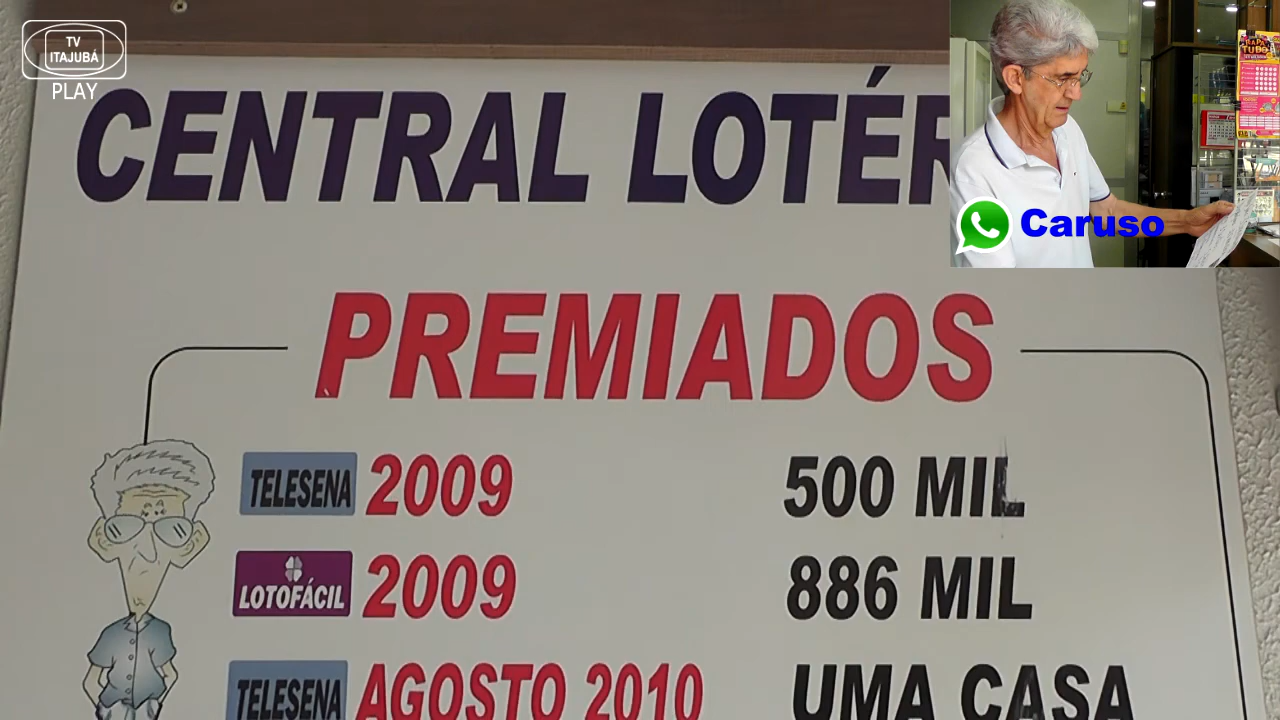 TV
ITAJUBÁ
PLAY
CENTRAL LOTÉR
Caruso
PREMIADOS
TELESENA 2009 500 MIL
LOTOFÁCIL 2009 886 MIL
TELESENA AGOSTO 2010 UMA CASA